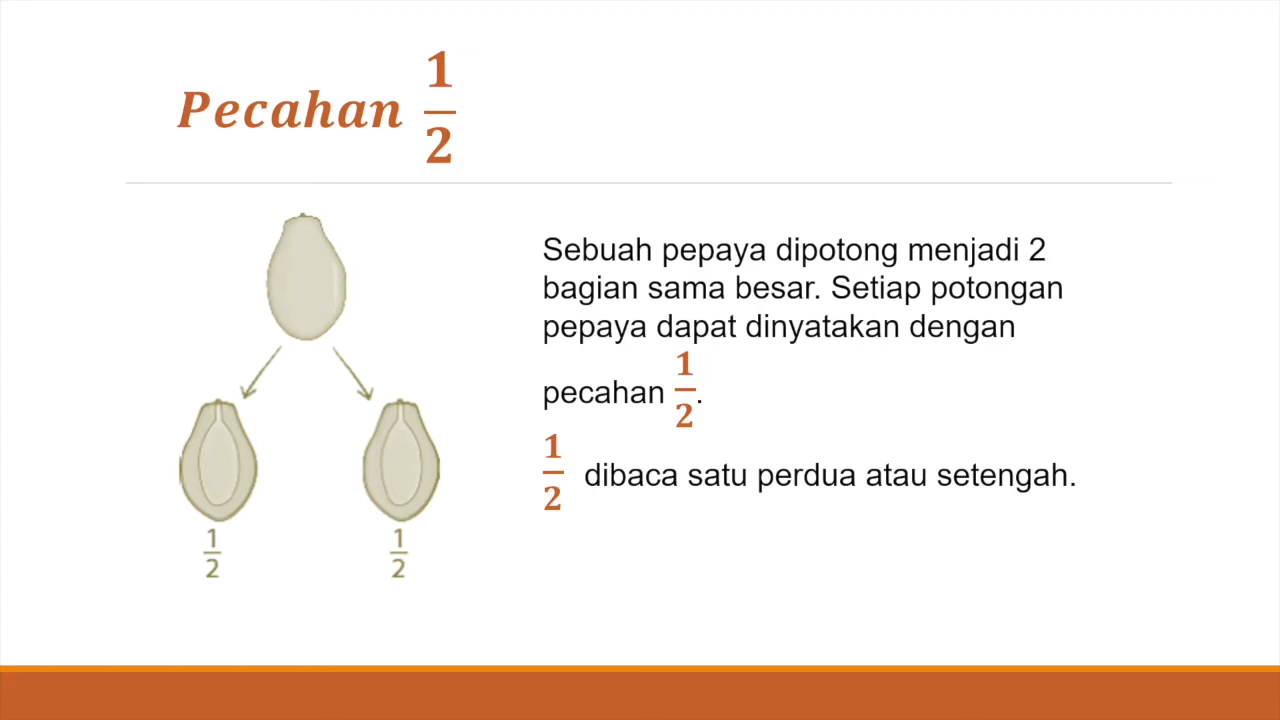 Pecahan 1/2
Sebuah pepaya dipotong menjadi 2
bagian sama besar. Setiap potongan
pepaya dapat dinyatakan dengan
pecahan 1/2.
1/2 dibaca satu perdua atau setengah.
1/2
1/2